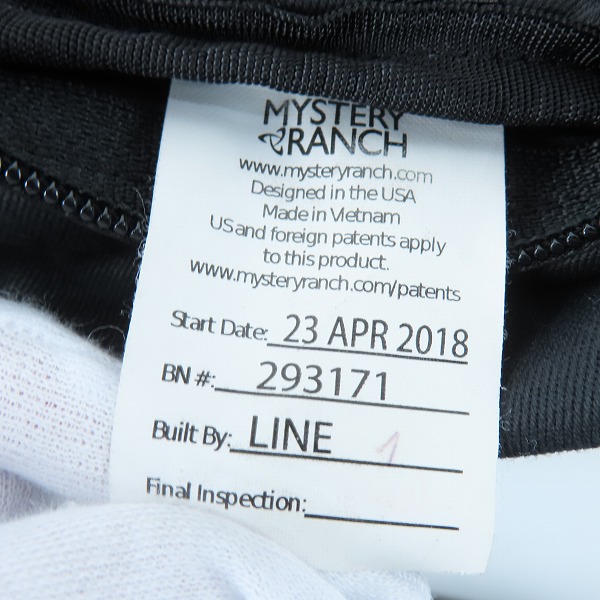 MYSTERY
RANCH
www.mysteryranch.com
Designed in the USA
Made in Vietnam
US and foreign patents apply
to this product.
www.mysteryranch.com/patents
Start Date: 23 APR 2018
BN #: 293171
Built By: LINE 1
Final Inspection: